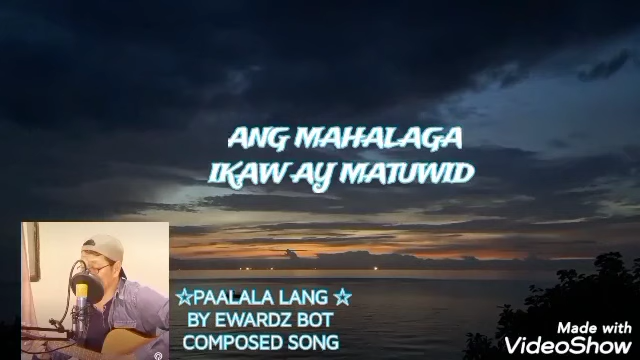 ANG MAHALAGA
IKAW AY MATUWID
☆PAALALA LANG ☆
BY EWARDZ BOT
COMPOSED SONG
Made with
VideoShow